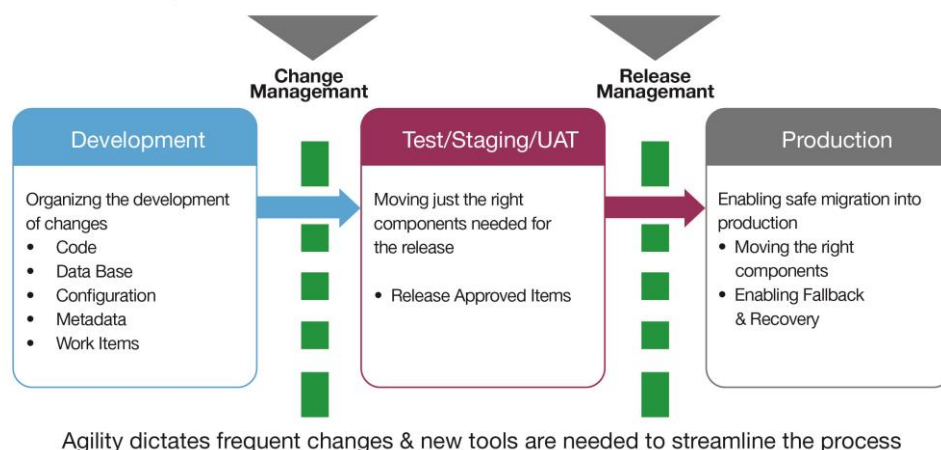 Change
Management
Release
Management
Development
Test/Staging/UAT
Production
Organizng the development
of changes
• Code
• Data Base
• Configuration
• Metadata
• Work Items
Moving just the right
components needed for
the release
• Release Approved Items
Enabling safe migration into
production
• Moving the right
components
• Enabling Fallback
& Recovery
Agility dictates frequent changes & new tools are needed to streamline the process